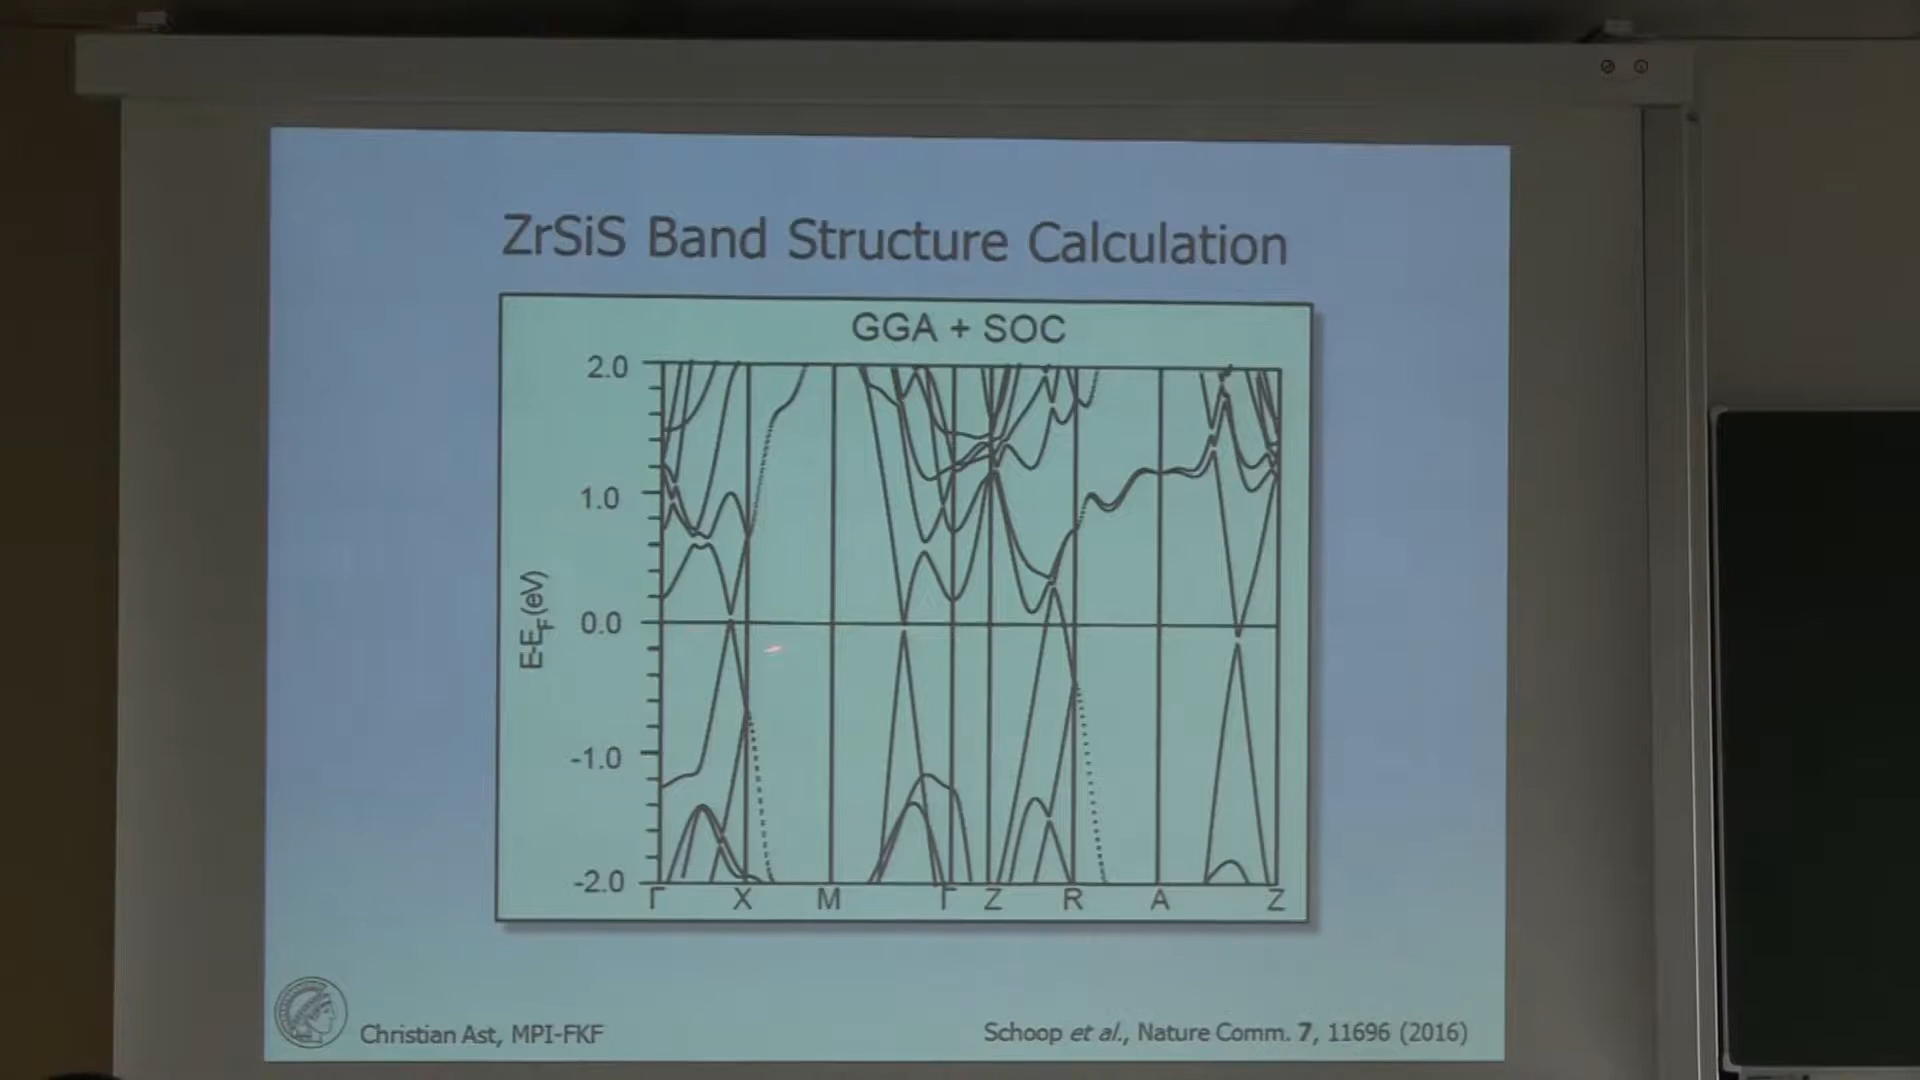 ZrSiS Band Structure Calculation
GGA + SOC
2.0
1.0
0.0
-1.0
-2.0
E-EF(eV)
Γ X M Γ Z R A Z
Christian Ast, MPI-FKF
Schoop et al., Nature Comm. 7, 11696 (2016)